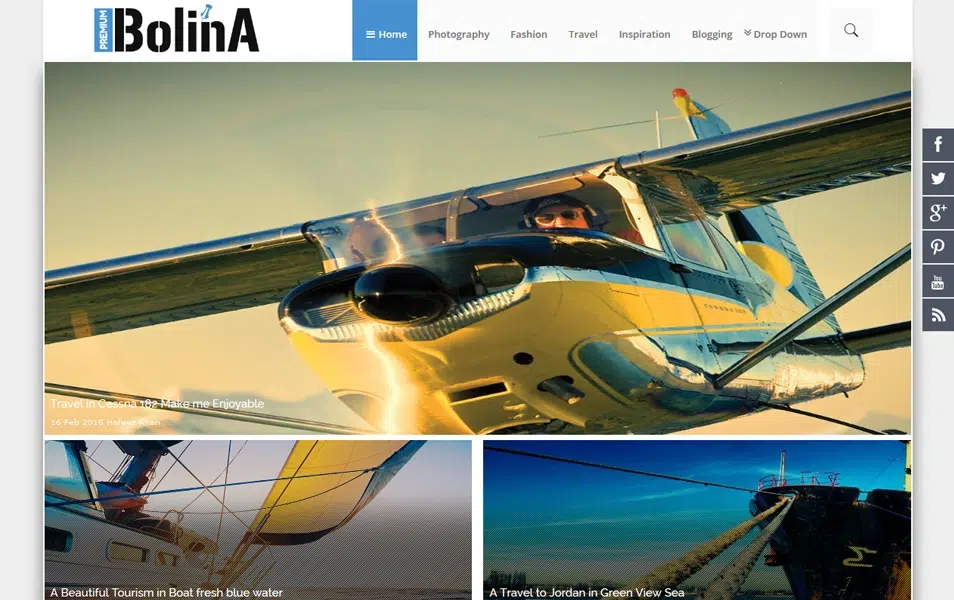 PREMIUM BolinA
Home Photography Fashion Travel Inspiration Blogging Drop Down
Travel in Cessna 182 Make me Enjoyable
16 Feb 2016 Hafeez Khan
A Beautiful Tourism in Boat fresh blue water
A Travel to Jordan in Green View Sea
f
g+
You
Tube